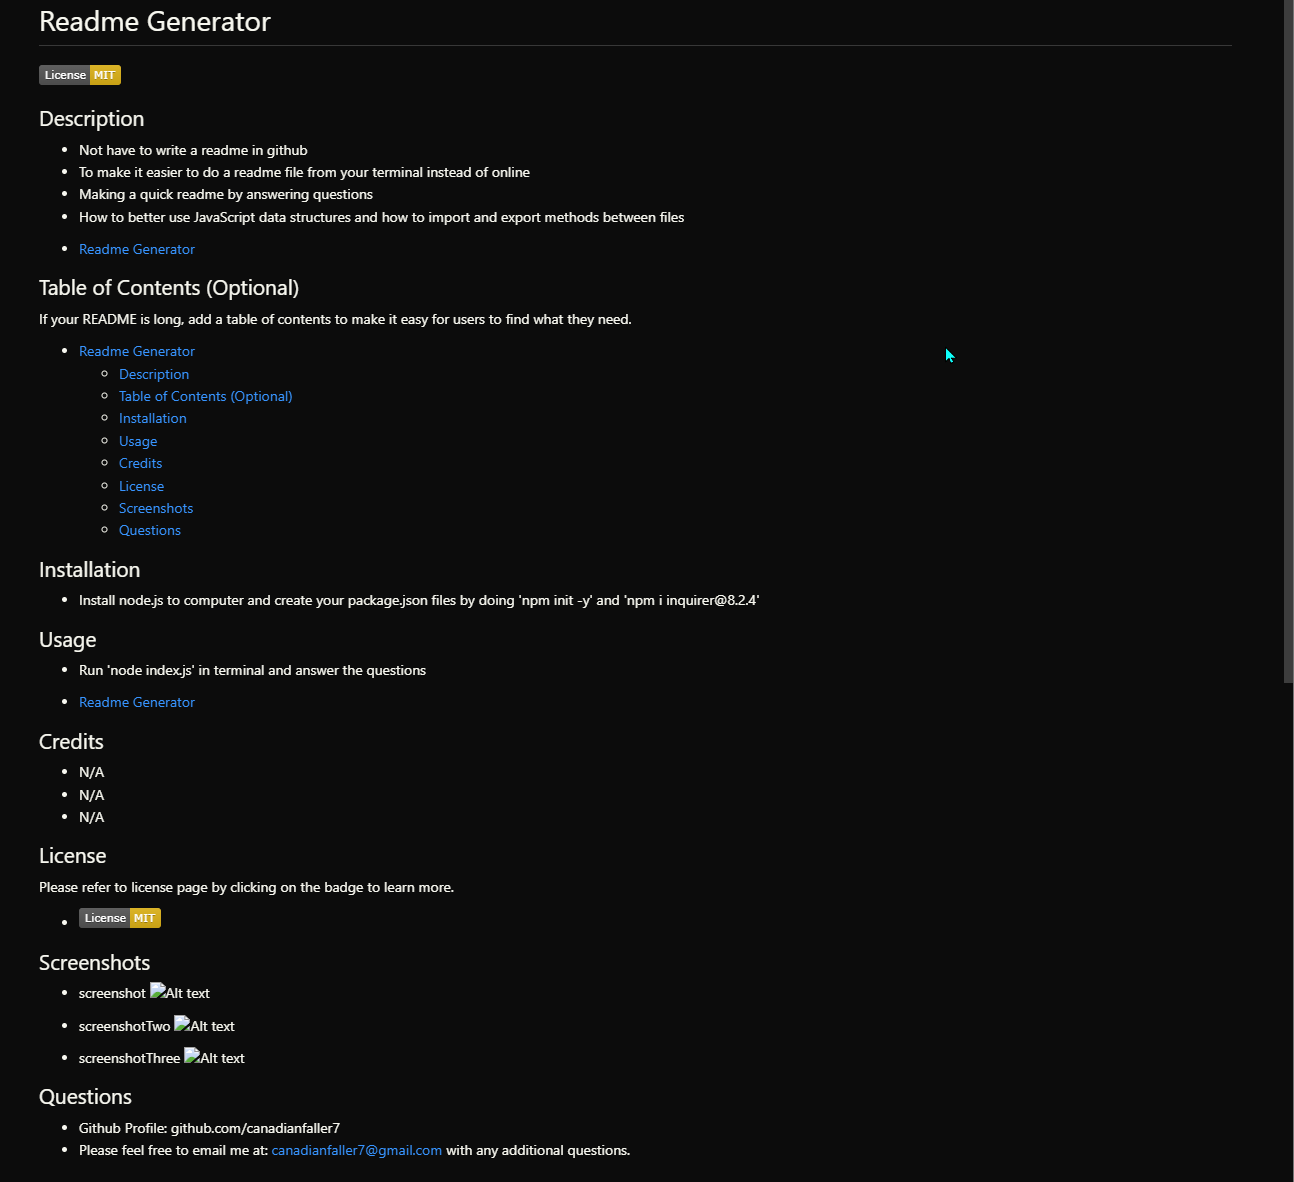 Readme Generator
License MIT
Description
Not have to write a readme in github
To make it easier to do a readme file from your terminal instead of online
Making a quick readme by answering questions
How to better use JavaScript data structures and how to import and export methods between files
Readme Generator
Table of Contents (Optional)
If your README is long, add a table of contents to make it easy for users to find what they need.
Readme Generator
Description
Table of Contents (Optional)
Installation
Usage
Credits
License
Screenshots
Questions
Installation
Install node.js to computer and create your package.json files by doing 'npm init -y' and 'npm i inquirer@8.2.4'
Usage
Run 'node index.js' in terminal and answer the questions
Readme Generator
Credits
N/A
N/A
N/A
License
Please refer to license page by clicking on the badge to learn more.
License MIT
Screenshots
screenshot Alt text
screenshotTwo Alt text
screenshotThree Alt text
Questions
Github Profile: github.com/canadianfaller7
Please feel free to email me at: canadianfaller7@gmail.com with any additional questions.